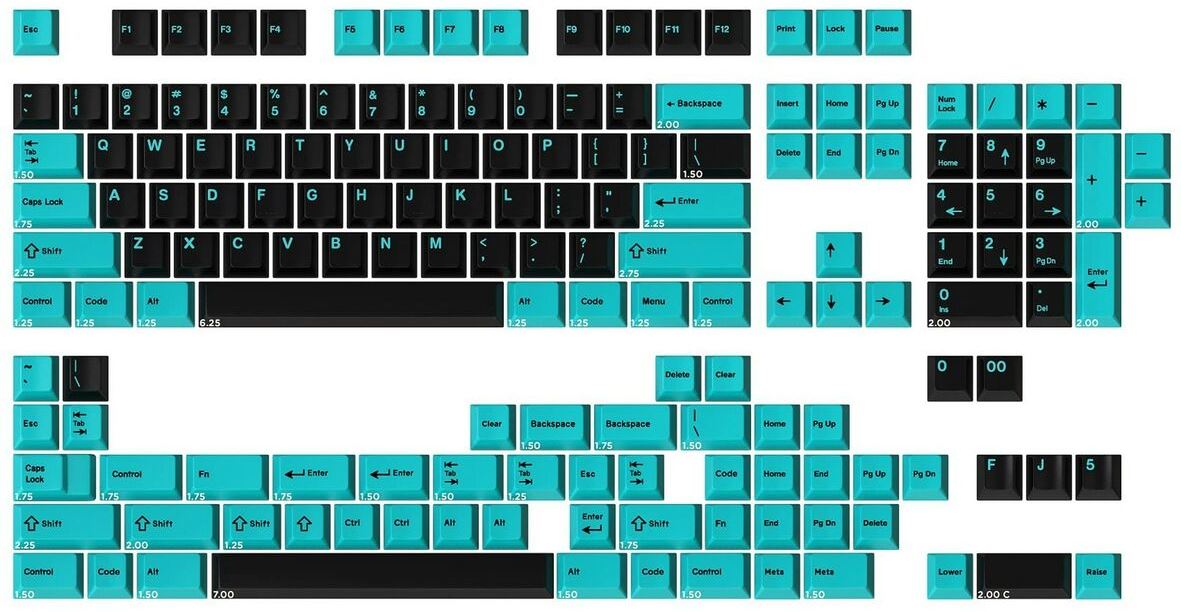 Esc F1 F2 F3 F4 F5 F6 F7 F8 F9 F10 F11 F12 Print Lock Pause
~ ! @ # $ % ^ & * ( ) — +
` 1 2 3 4 5 6 7 8 9 0 - = ← Backspace Insert Home Pg Up Num Lock / * −
2.00
Tab Q W E R T Y U I O P { [ } ] | \ Delete End Pg Dn 7 Home 8 ↑ 9 Pg Up + −
1.50 1.50
Caps Lock A S D F G H J K L : ; " ' Enter 4 ← 5 6 → +
1.75 2.25 2.00
Shift Z X C V B N M < , > . ? / Shift ↑ 1 End 2 ↓ 3 Pg Dn Enter
2.25 2.75
Control Code Alt Alt Code Menu Control ← ↓ → 0 Ins . Del
1.25 1.25 1.25 6.25 1.25 1.25 1.25 1.25 2.00 2.00
~ ` | \ Delete Clear 0 00
Esc Tab Clear Backspace Backspace | \ Home Pg Up
1.50 1.75 1.50
Caps Lock Control Fn Enter Enter Tab Tab Esc Tab Code Home End Pg Up Pg Dn F J 5
1.75 1.75 1.75 1.75 1.50 1.50 1.25
Shift Shift Shift Ctrl Ctrl Alt Alt Enter Shift Fn End Pg Dn Delete
2.25 2.00 1.25 1.75
Control Code Alt Alt Code Control Meta Meta Lower Raise
1.50 1.50 7.00 1.50 1.50 1.50 2.00 C